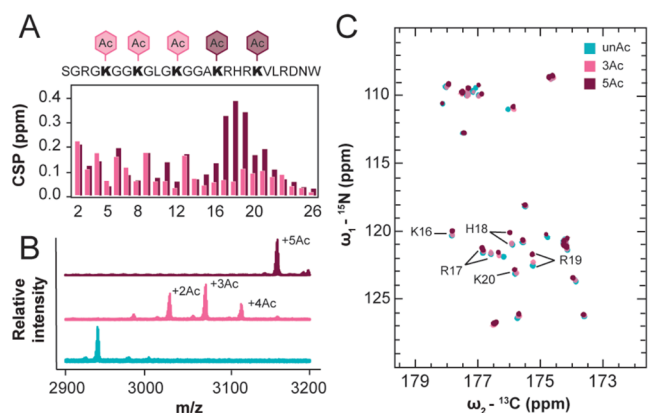 A
Ac Ac Ac Ac Ac
SGRGKGGKGLGKGGAKRHRKVLRDNW
CSP (ppm)
0.4
0.3
0.2
0.1
0
2 5 8 12 16 20 26
B
Relative
intensity
+5Ac
+2Ac +3Ac +4Ac
2900 3000 3100 3200
m/z
C
unAc
3Ac
5Ac
ω₁ - ¹⁵N (ppm)
110
115
120
125
K16
H18
R17
R19
K20
179 177 175 173
ω₂ - ¹³C (ppm)